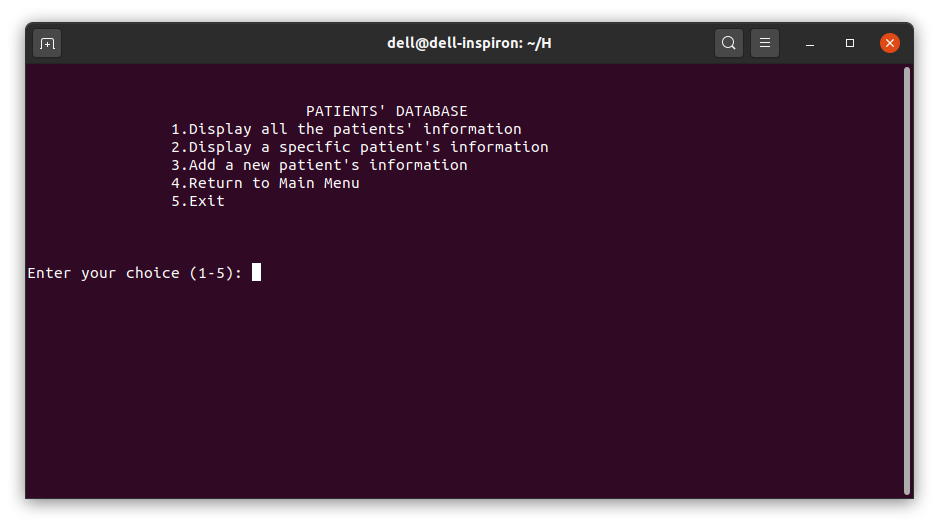 dell@dell-inspiron: ~/H
PATIENTS' DATABASE
1.Display all the patients' information
2.Display a specific patient's information
3.Add a new patient's information
4.Return to Main Menu
5.Exit
Enter your choice (1-5):